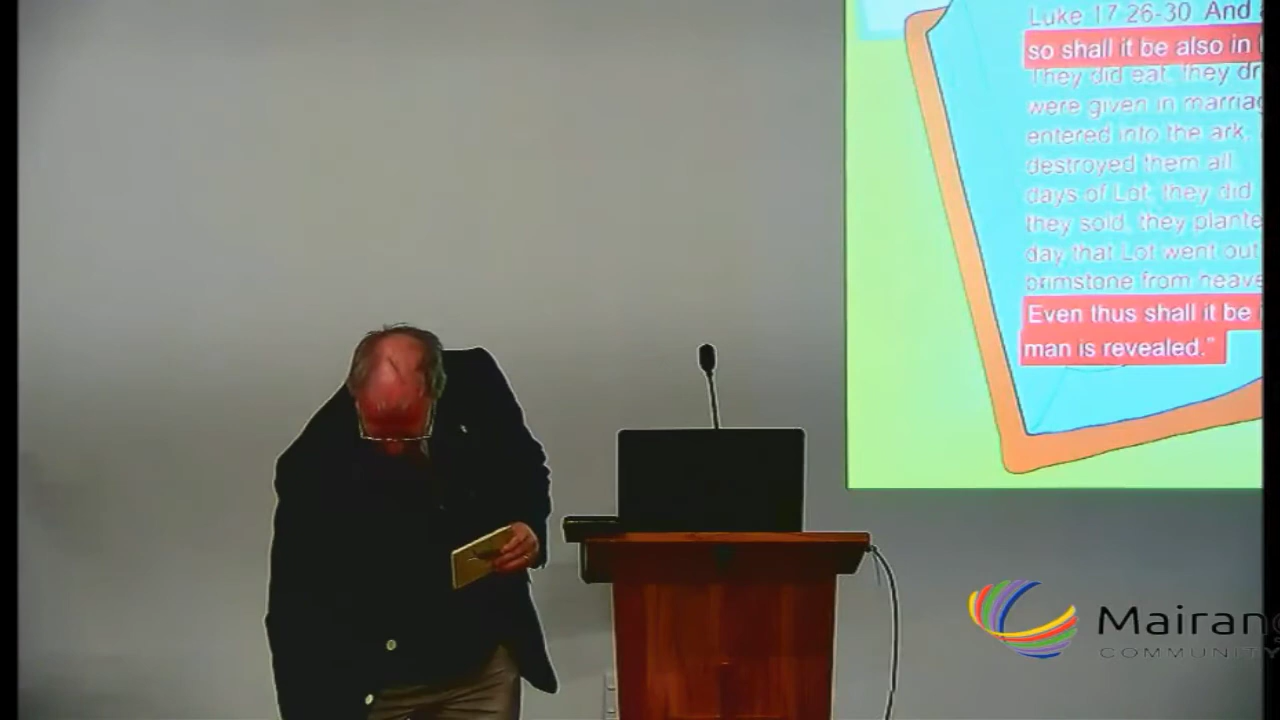 Luke 17 26-30 And
so shall it be also in
They did eat, they
were given in marriag
entered into the ark,
destroyed them all
days of Lot; they did
they sold, they plante
day that Lot went out
brimstone from heave
Even thus shall it be
man is revealed."
Mairang
COMMUNITY